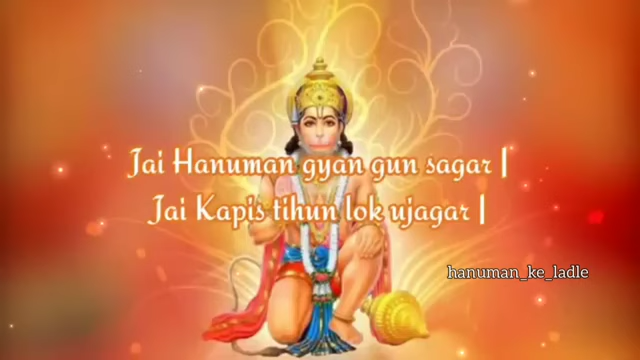 Jai Hanuman gyan gun sagar |
Jai Kapis tihun lok ujagar |
hanuman_ke_ladle